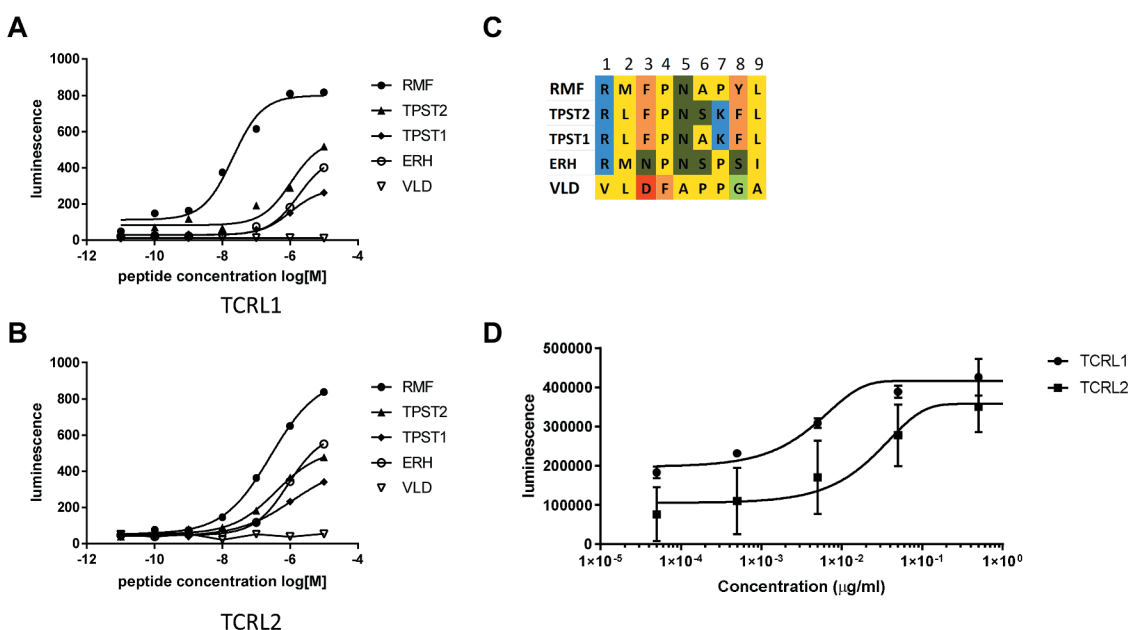 A
luminescence
1000
800
600
400
200
0
-12 -10 -8 -6 -4
peptide concentration log[M]
TCRL1
RMF
TPST2
TPST1
ERH
VLD
B
luminescence
1000
800
600
400
200
0
-12 -10 -8 -6 -4
peptide concentration log[M]
TCRL2
RMF
TPST2
TPST1
ERH
VLD
C
1 2 3 4 5 6 7 8 9
RMF R M F P N A P Y L
TPST2 R L F P N S K F L
TPST1 R L F P N A K F L
ERH R M N P N S P S I
VLD V L D F A P P G A
D
luminescence
500000
400000
300000
200000
100000
0
1×10⁻⁵ 1×10⁻⁴ 1×10⁻³ 1×10⁻² 1×10⁻¹ 1×10⁰
Concentration (μg/ml)
TCRL1
TCRL2